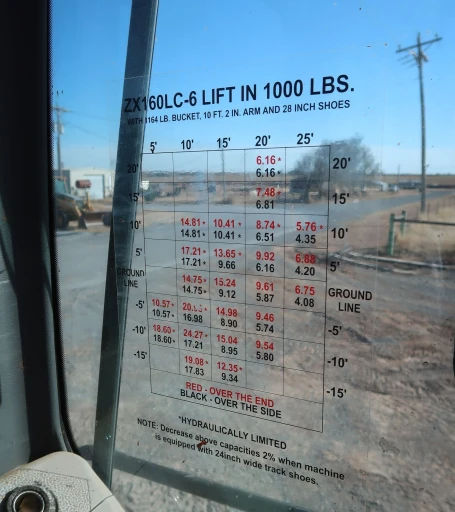 ZX160LC-6 LIFT IN 1000 LBS.
WITH 1164 LB. BUCKET, 10 FT. 2 IN. ARM AND 28 INCH SHOES
5' 10' 15' 20' 25'
20' 6.16* 20'
6.16*
15' 7.48* 15'
6.81
10' 14.81* 10.41* 8.74* 5.76* 10'
14.81* 10.41* 6.51 4.35
5' 17.21* 13.65* 9.92 6.88 5'
17.21* 9.66 6.16 4.20
GROUND LINE 14.75* 15.24 9.61 6.75 GROUND LINE
14.75* 9.12 5.87 4.08
-5' 10.57* 14.98 9.46 -5'
10.57* 16.98 8.90 5.74
-10' 18.60* 24.27* 15.04 9.54 -10'
18.60* 17.21 8.95 5.80
-15' 19.08* 12.35* -15'
17.83 9.34
RED - OVER THE END
BLACK - OVER THE SIDE
*HYDRAULICALLY LIMITED
NOTE: Decrease above capacities 2% when machine
is equipped with 24inch wide track shoes.